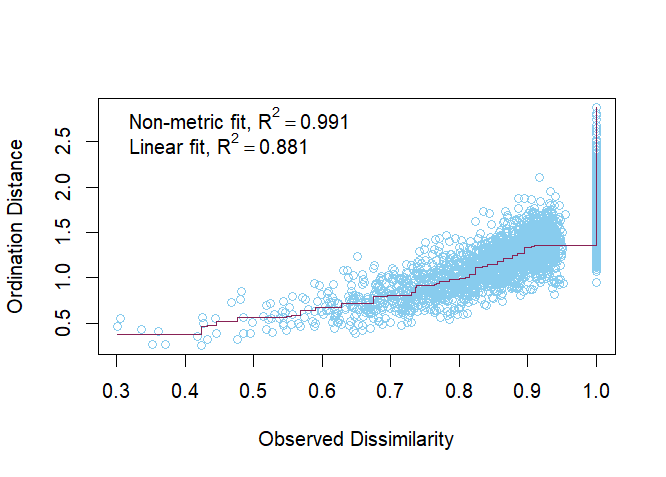 Non-metric fit, R² = 0.991
Linear fit, R² = 0.881
Ordination Distance
2.5
2.0
1.5
1.0
0.5
0.3 0.4 0.5 0.6 0.7 0.8 0.9 1.0
Observed Dissimilarity